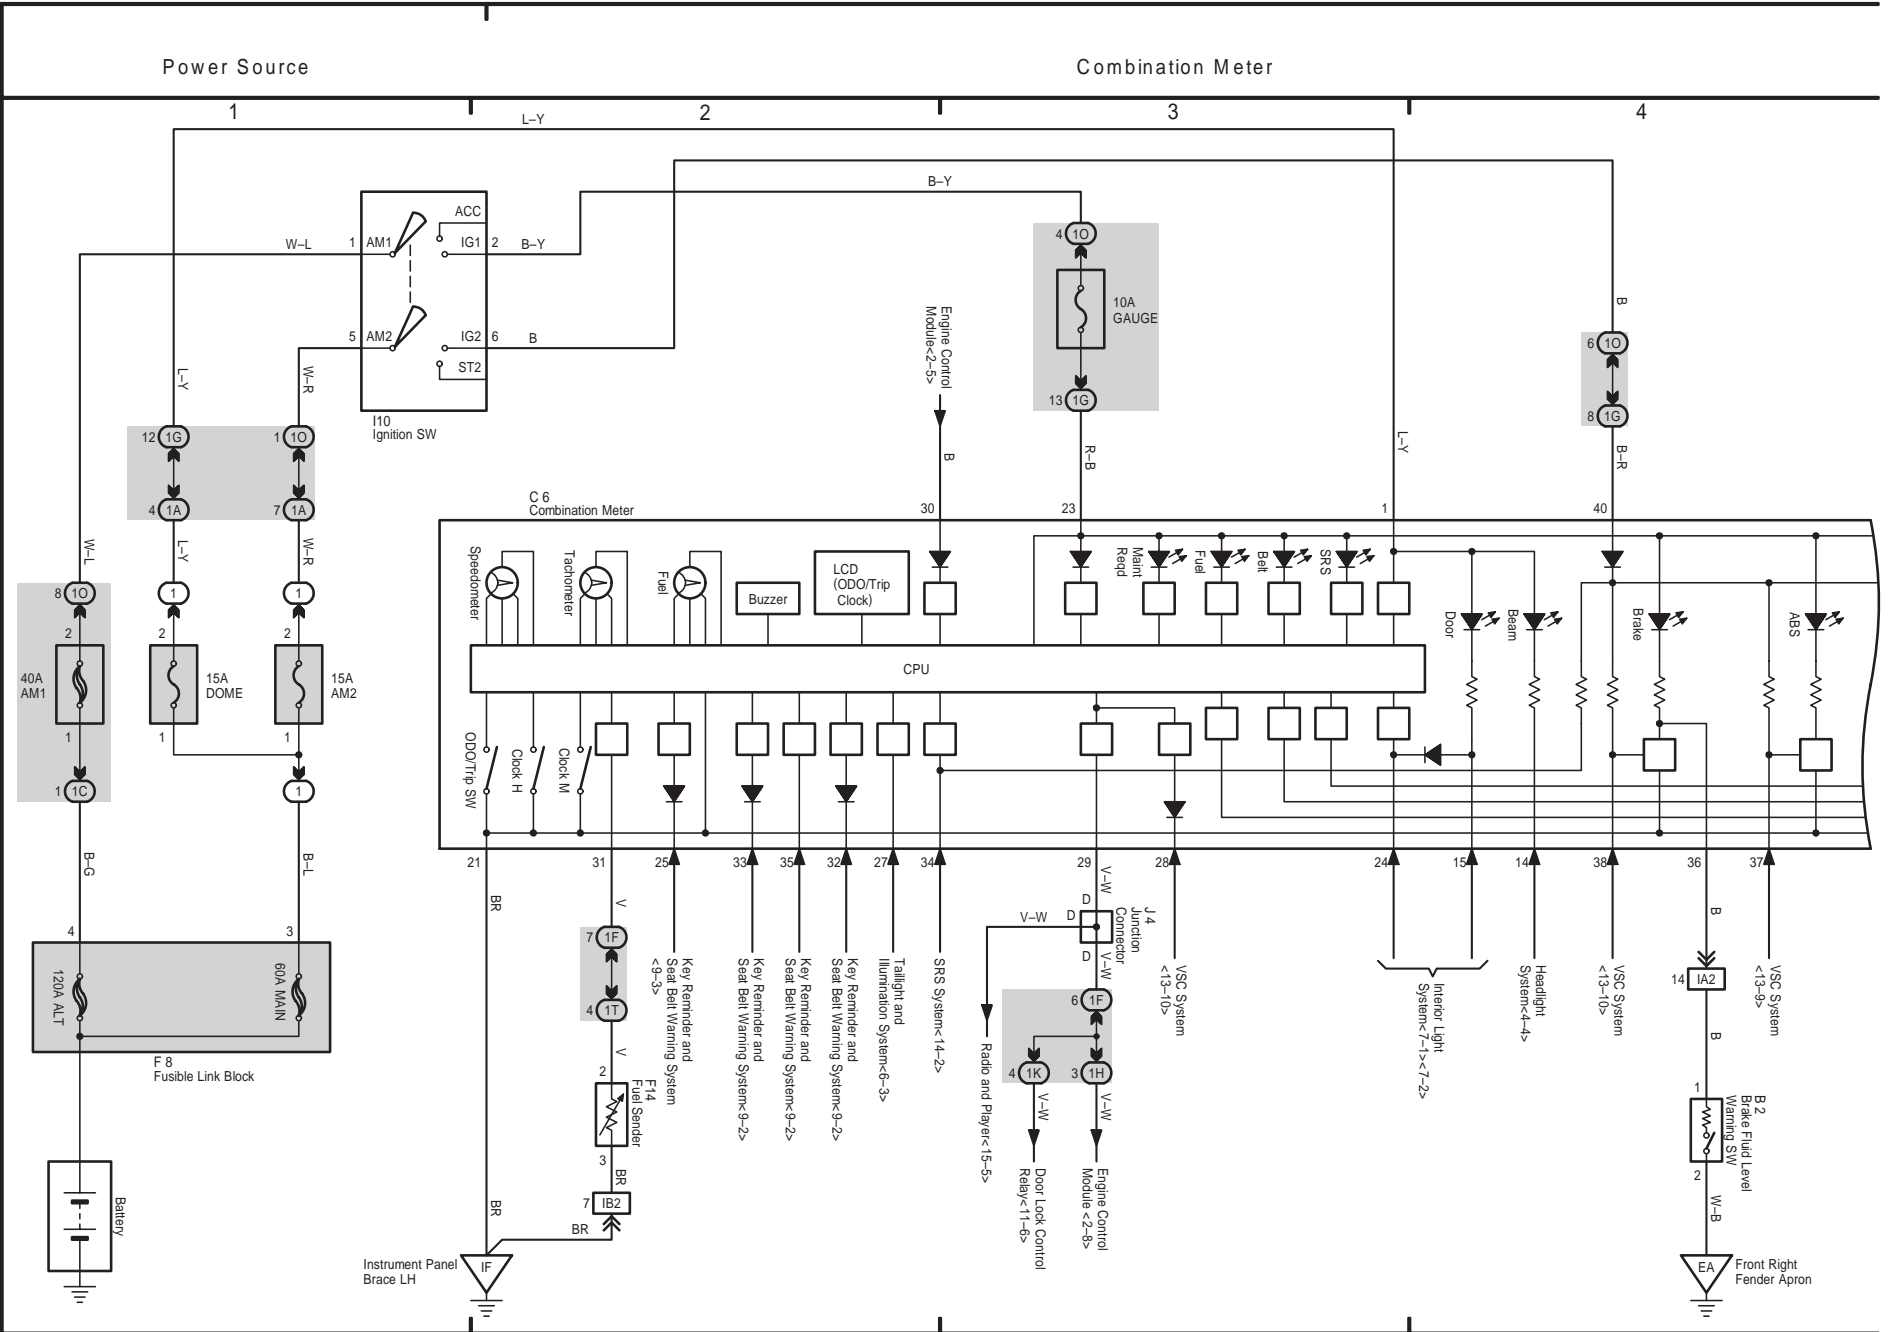 Power Source
Combination Meter
1
2
3
4
L–Y
B–Y
W–L
1
AM1
ACC
IG1
2
B–Y
5
AM2
IG2
6
B
ST2
I10
Ignition SW
4
1O
10A
GAUGE
13
1G
Engine Control
Module<2–5>
B
R–B
L–Y
B
6
1O
8
1G
B–R
L–Y
W–R
12
1G
1
1O
4
1A
7
1A
W–L
L–Y
W–R
8
1O
1
1
2
2
2
40A
AM1
15A
DOME
15A
AM2
1
1
1
1
1C
1
B–G
B–L
4
3
120A ALT
60A MAIN
F 8
Fusible Link Block
Battery
C 6
Combination Meter
30
23
1
40
Speedometer
Tachometer
Fuel
Buzzer
LCD
(ODO/Trip
Clock)
Maint
Reqd
Fuel
Belt
SRS
Door
Beam
Brake
ABS
CPU
ODO/Trip SW
Clock H
Clock M
21
31
25
33
35
32
27
34
29
28
24
15
14
38
36
37
BR
V
7
1F
4
1T
V
2
F14
Fuel Sender
3
BR
7
IB2
BR
BR
Instrument Panel
Brace LH
IF
Key Reminder and
Seat Belt Warning System
<9–3>
Key Reminder and
Seat Belt Warning System<9–2>
Key Reminder and
Seat Belt Warning System<9–2>
Key Reminder and
Seat Belt Warning System<9–2>
Taillight and
Illumination System<6–3>
SRS System<14–2>
V–W
D
V–W
D
J 4
Junction
Connector
D
V–W
6
1F
4
1K
3
1H
V–W
V–W
Radio and Player<15–5>
Door Lock Control
Relay<11–6>
Engine Control
Module <2–8>
VSC System
<13–10>
Interior Light
System<7–1><7–2>
Headlight
System<4–4>
VSC System
<13–10>
B
14
IA2
B
1
B 2
Brake Fluid Level
Warning SW
2
W–B
EA
Front Right
Fender Apron
VSC System
<13–9>